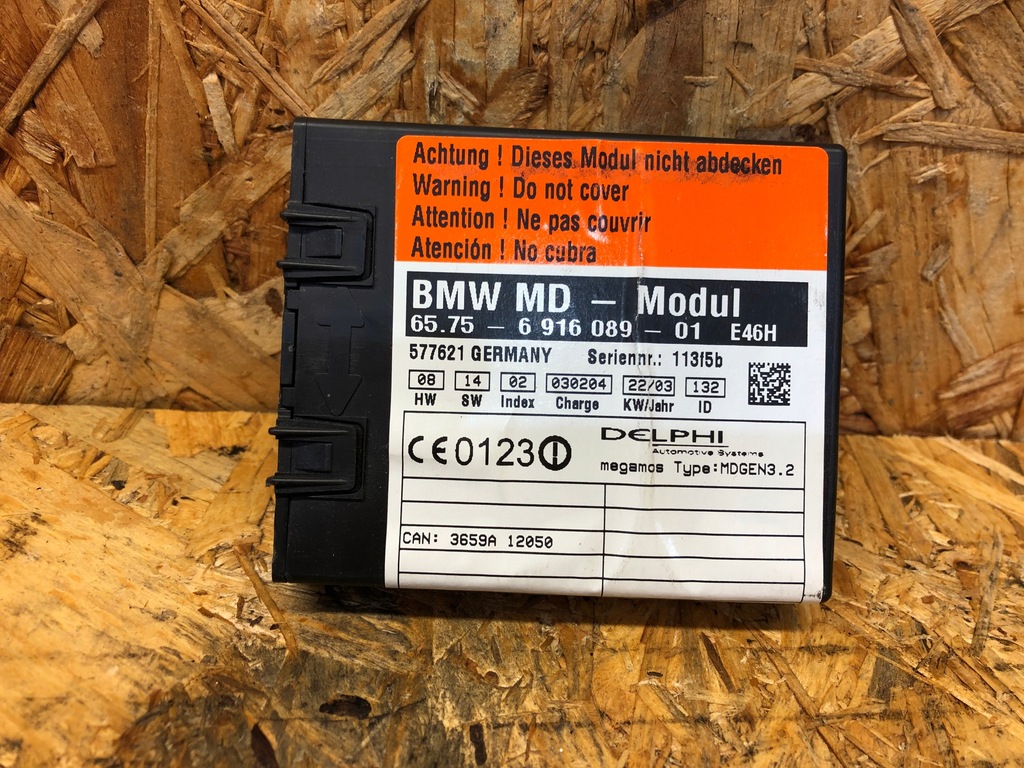 Achtung ! Dieses Modul nicht abdecken
Warning ! Do not cover
Attention ! Ne pas couvrir
Atención ! No cubra
BMW MD – Modul
65.75 – 6 916 089 – 01 E46H
577621 GERMANY Seriennr.: 113f5b
08 14 02 030204 22/03 132
HW SW Index Charge KW/Jahr ID
CE0123
DELPHI
Automotive Systems
megamos Type:MDGEN3.2
CAN: 3659A 12050